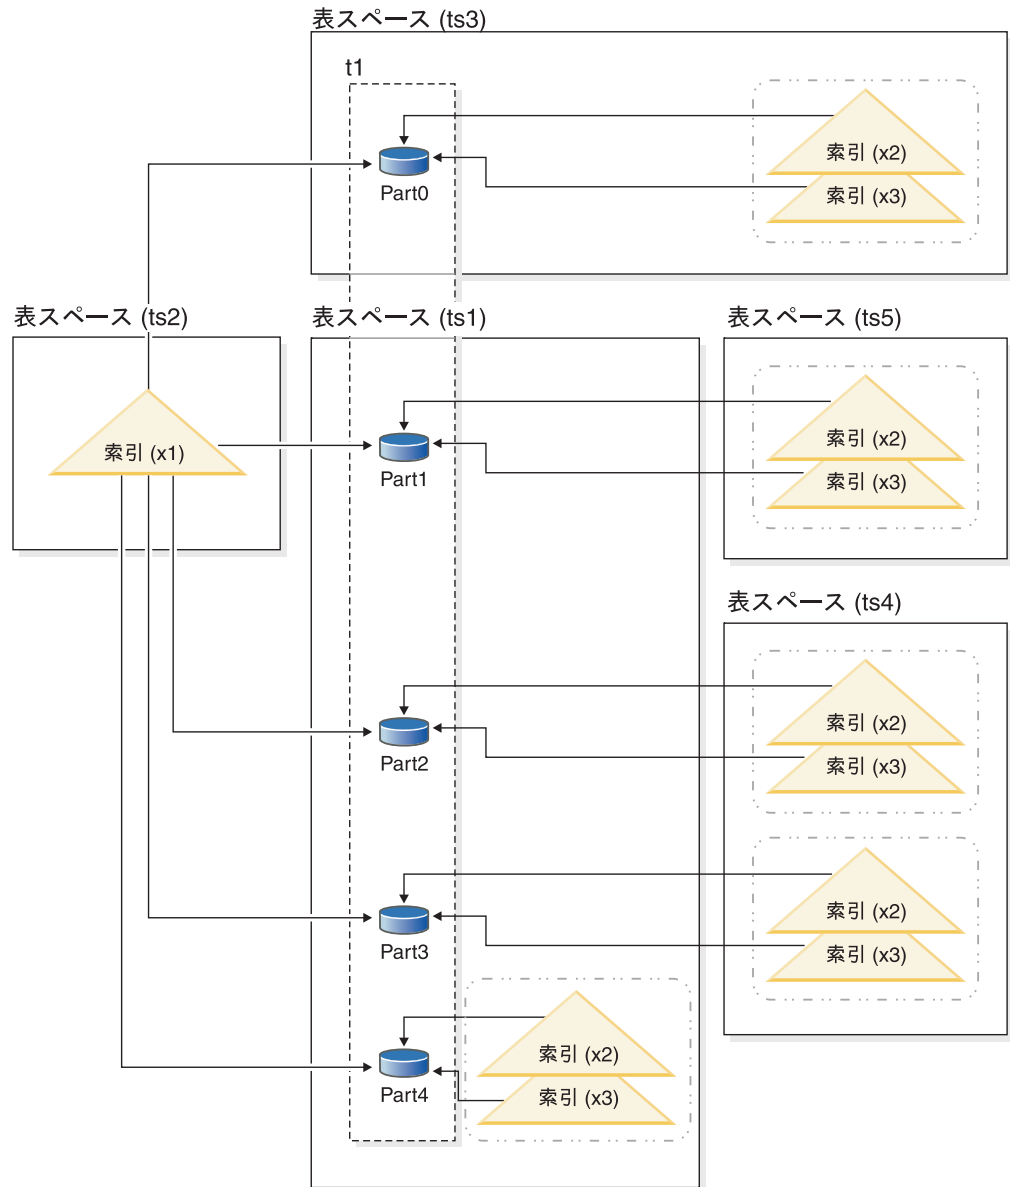 表スペース (ts3)
t1
索引 (x2)
Part0
索引 (x3)
表スペース (ts2)
表スペース (ts1)
表スペース (ts5)
索引 (x1)
Part1
索引 (x2)
索引 (x3)
表スペース (ts4)
Part2
索引 (x2)
索引 (x3)
Part3
索引 (x2)
索引 (x3)
Part4
索引 (x2)
索引 (x3)